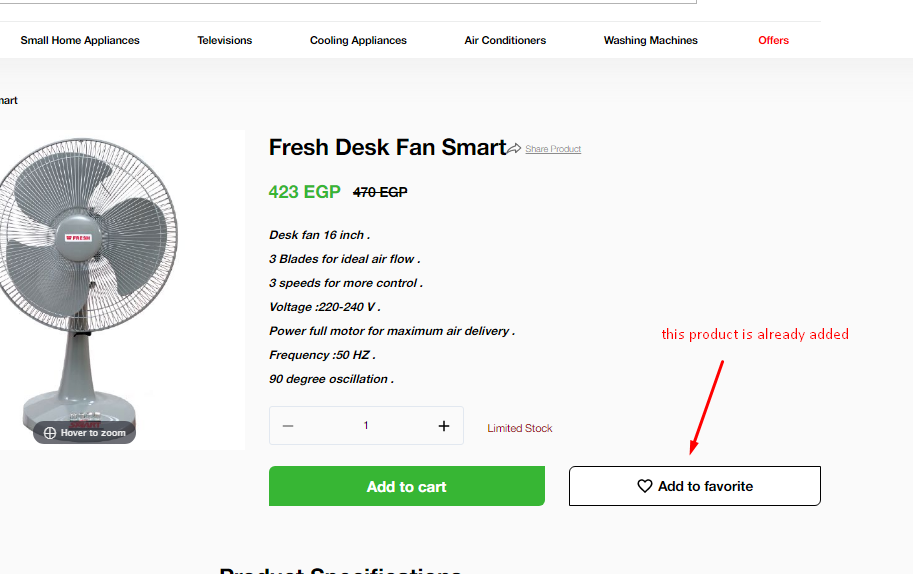 Small Home Appliances Televisions Cooling Appliances Air Conditioners Washing Machines Offers
mart
Fresh Desk Fan Smart Share Product
423 EGP 470 EGP
Desk fan 16 inch .
3 Blades for ideal air flow .
3 speeds for more control .
Voltage :220-240 V .
Power full motor for maximum air delivery .
Frequency :50 HZ .
90 degree oscillation .
FRESH
Hover to zoom
this product is already added
1 Limited Stock
Add to cart Add to favorite
Product Specifications